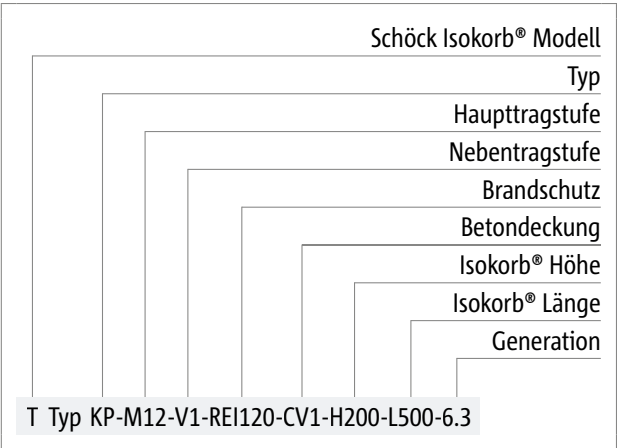 Schöck Isokorb® Modell
Typ
Haupttragstufe
Nebentragstufe
Brandschutz
Betondeckung
Isokorb® Höhe
Isokorb® Länge
Generation
T Typ KP-M12-V1-REI120-CV1-H200-L500-6.3